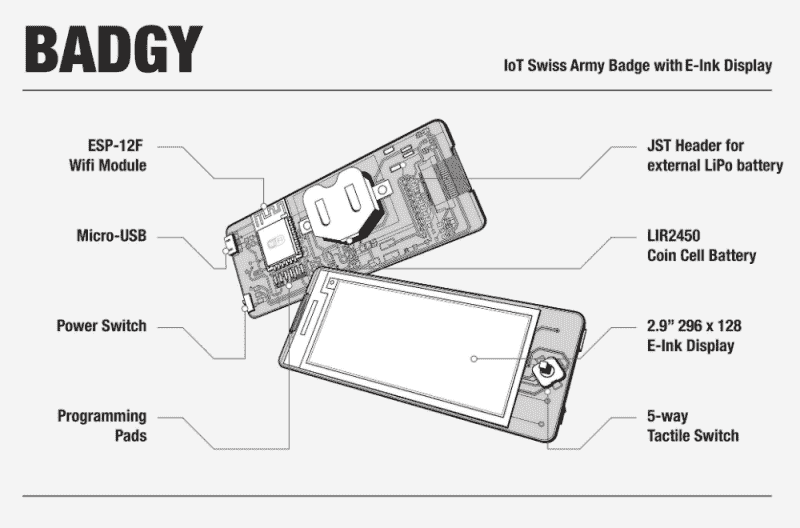 BADGY
IoT Swiss Army Badge with E-Ink Display
ESP-12F
Wifi Module
Micro-USB
Power Switch
Programming
Pads
JST Header for
external LiPo battery
LIR2450
Coin Cell Battery
2.9” 296 x 128
E-Ink Display
5-way
Tactile Switch